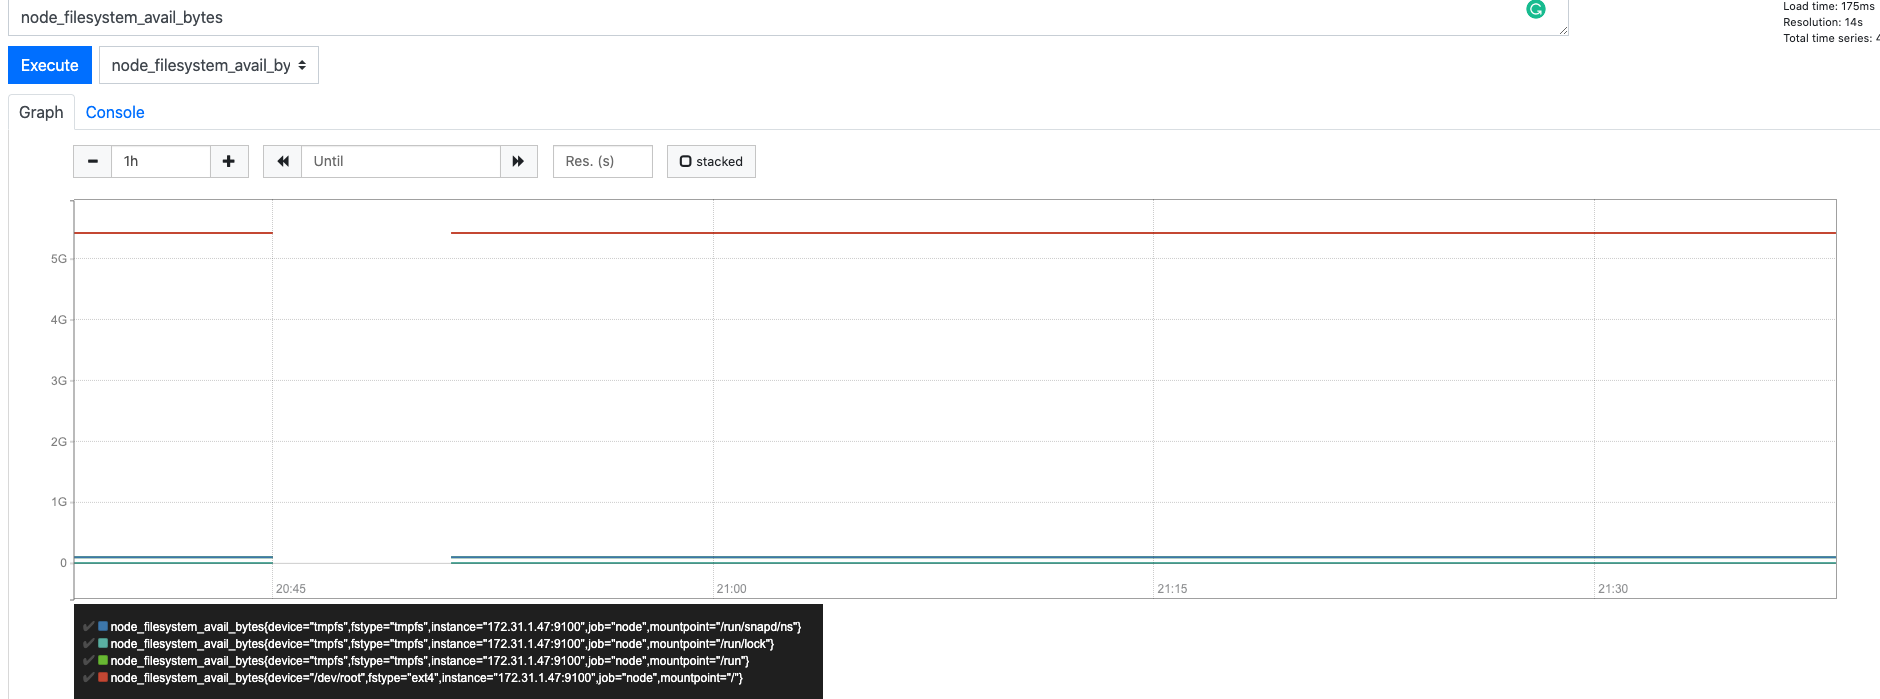 node_filesystem_avail_bytes
Load time: 175ms
Resolution: 14s
Total time series: 4
Execute
node_filesystem_avail_by
Graph
Console
1h
Until
Res. (s)
stacked
5G
4G
3G
2G
1G
0
20:45
21:00
21:15
21:30
node_filesystem_avail_bytes{device="tmpfs",fstype="tmpfs",instance="172.31.1.47:9100",job="node",mountpoint="/run/snapd/ns"}
node_filesystem_avail_bytes{device="tmpfs",fstype="tmpfs",instance="172.31.1.47:9100",job="node",mountpoint="/run/lock"}
node_filesystem_avail_bytes{device="tmpfs",fstype="tmpfs",instance="172.31.1.47:9100",job="node",mountpoint="/run"}
node_filesystem_avail_bytes{device="/dev/root",fstype="ext4",instance="172.31.1.47:9100",job="node",mountpoint="/"}